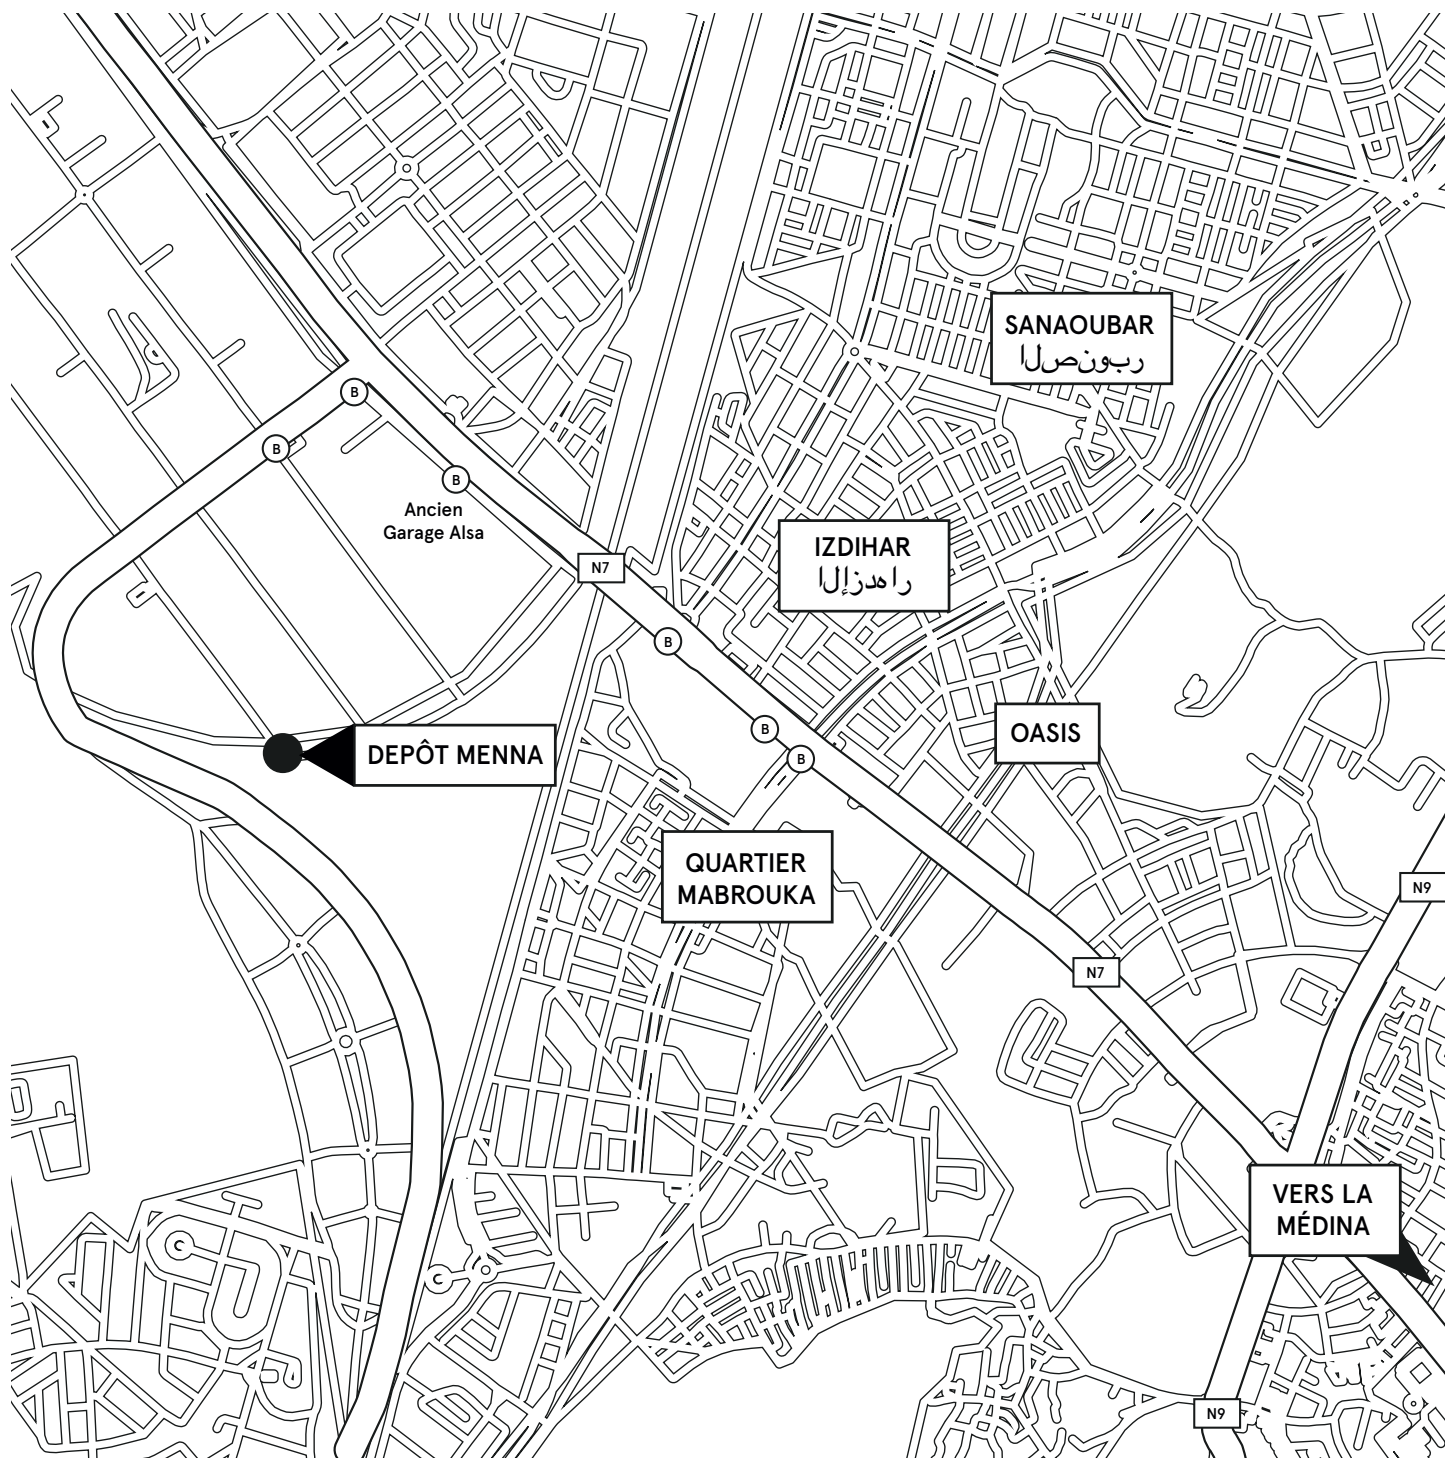 SANAOUBAR
الصنوبر
B
B
B
Ancien
Garage Alsa
IZDIHAR
الإزدهار
N7
B
OASIS
B
B
DEPÔT MENNA
QUARTIER
MABROUKA
N9
N7
VERS LA
MÉDINA
N9